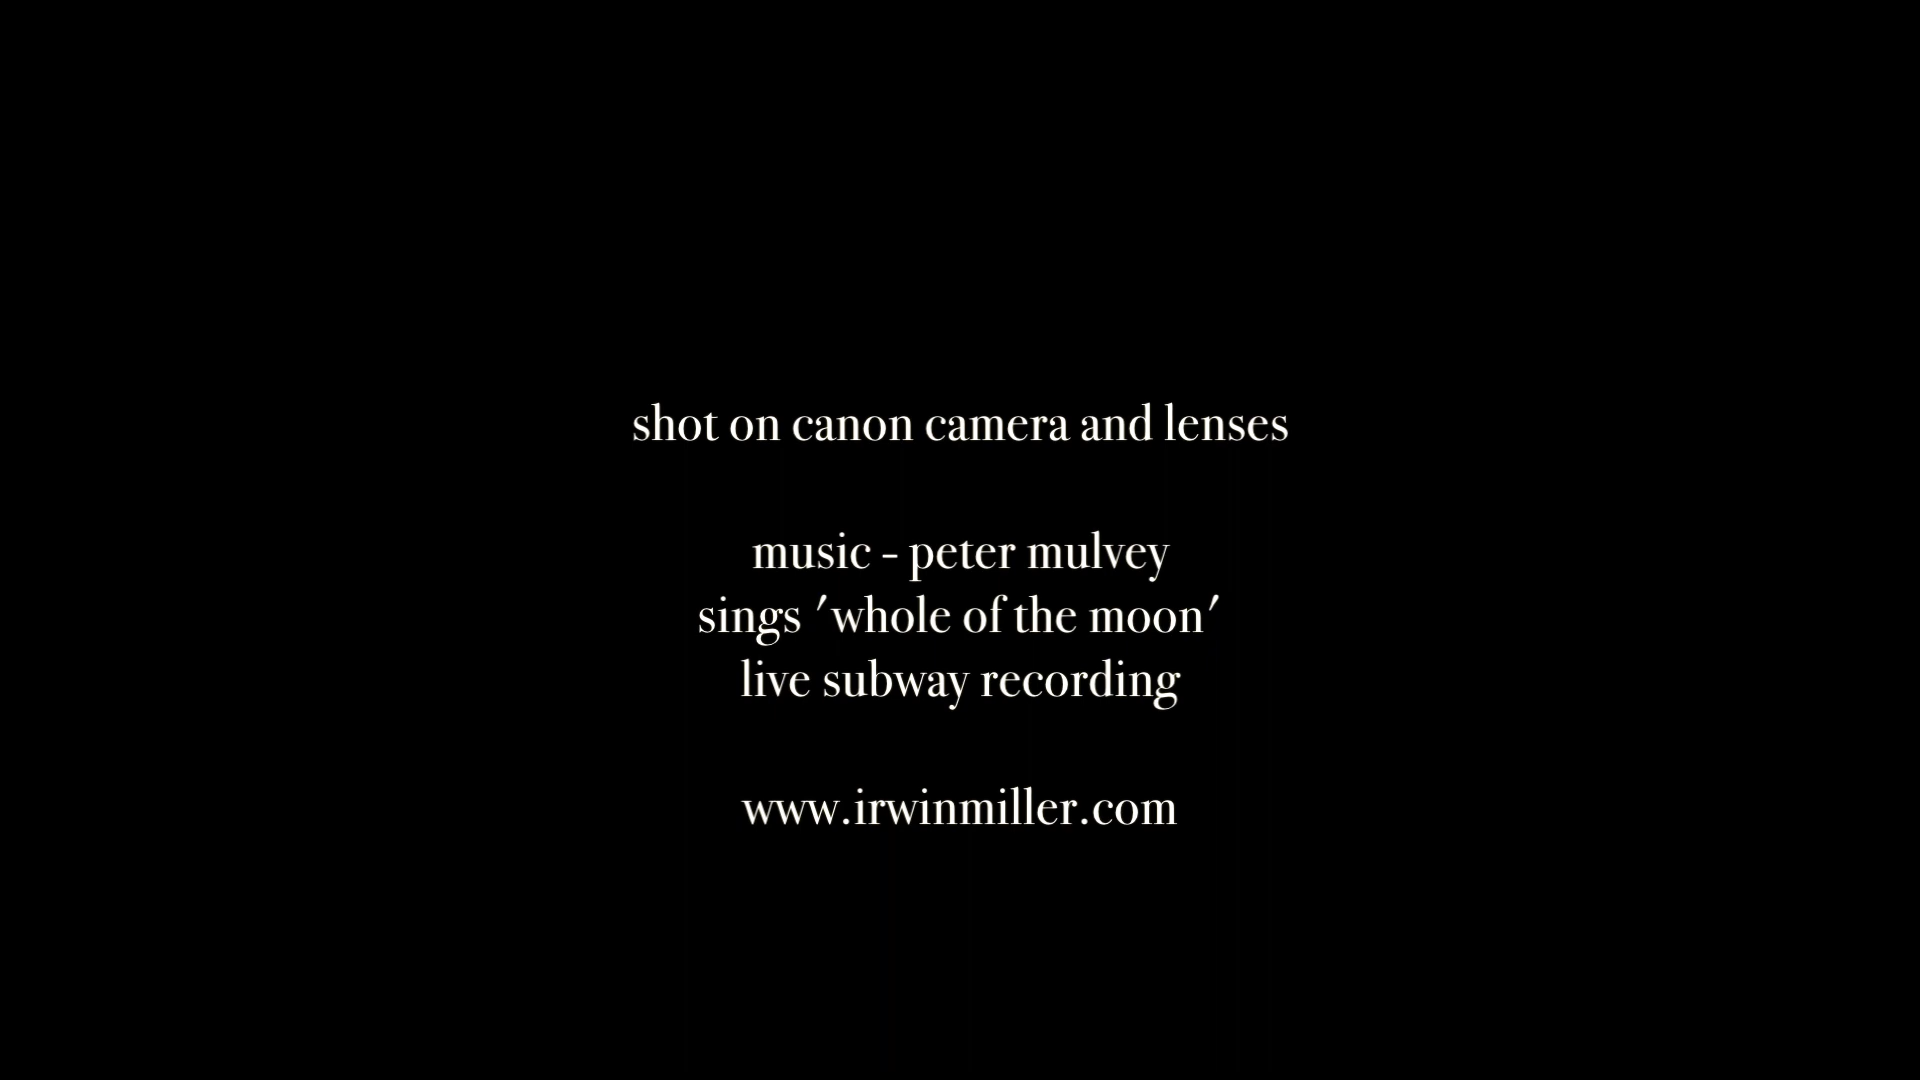 shot on canon camera and lenses
music - peter mulvey
sings 'whole of the moon'
live subway recording
www.irwinmiller.com